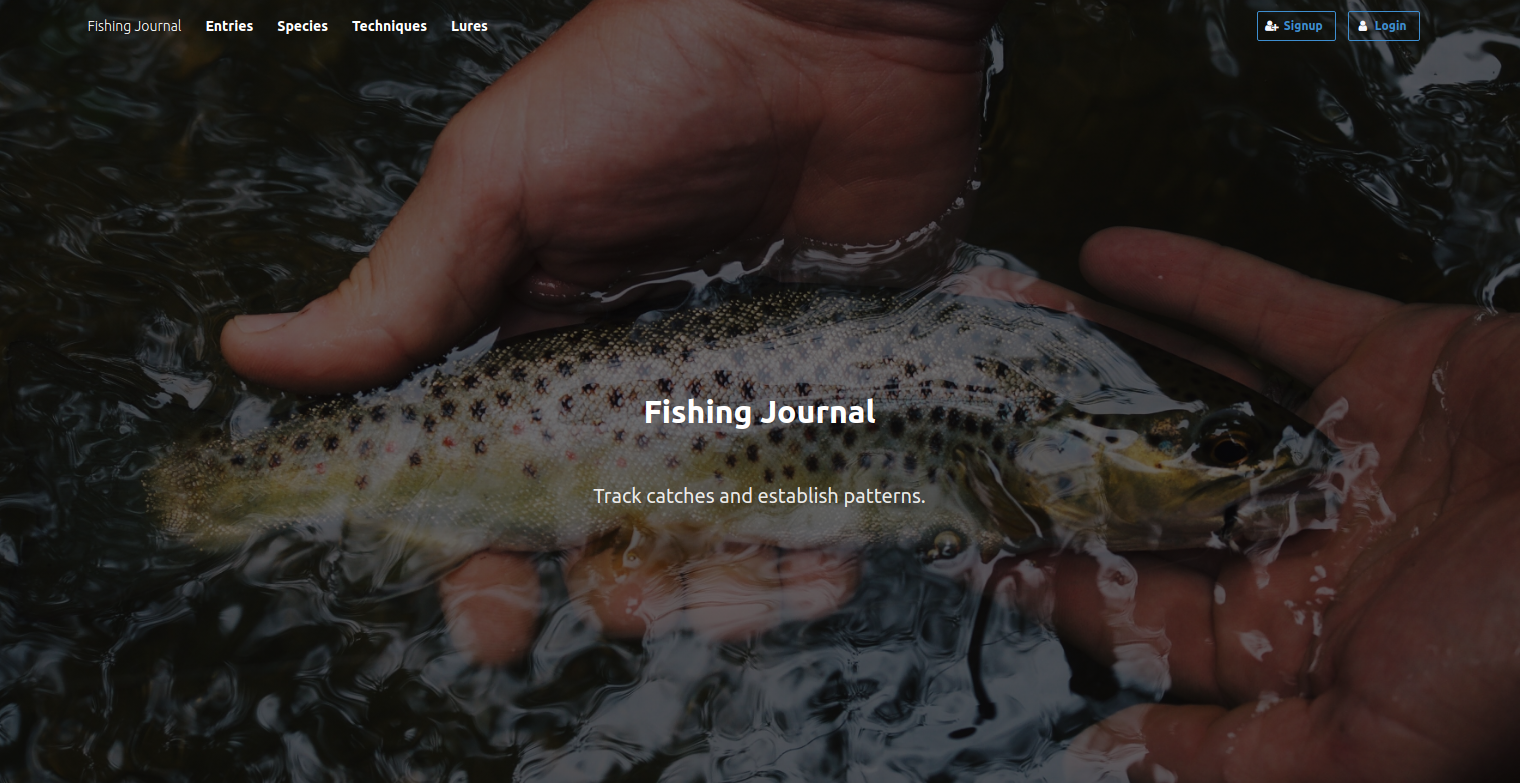 Fishing Journal Entries Species Techniques Lures Signup Login
Fishing Journal
Track catches and establish patterns.